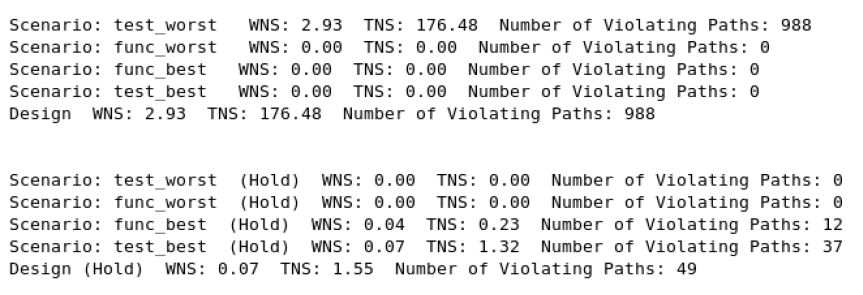 Scenario: test_worst   WNS: 2.93  TNS: 176.48  Number of Violating Paths: 988
Scenario: func_worst   WNS: 0.00  TNS: 0.00  Number of Violating Paths: 0
Scenario: func_best   WNS: 0.00  TNS: 0.00  Number of Violating Paths: 0
Scenario: test_best   WNS: 0.00  TNS: 0.00  Number of Violating Paths: 0
Design  WNS: 2.93  TNS: 176.48  Number of Violating Paths: 988
Scenario: test_worst  (Hold)  WNS: 0.00  TNS: 0.00  Number of Violating Paths: 0
Scenario: func_worst  (Hold)  WNS: 0.00  TNS: 0.00  Number of Violating Paths: 0
Scenario: func_best  (Hold)  WNS: 0.04  TNS: 0.23  Number of Violating Paths: 12
Scenario: test_best  (Hold)  WNS: 0.07  TNS: 1.32  Number of Violating Paths: 37
Design (Hold)  WNS: 0.07  TNS: 1.55  Number of Violating Paths: 49